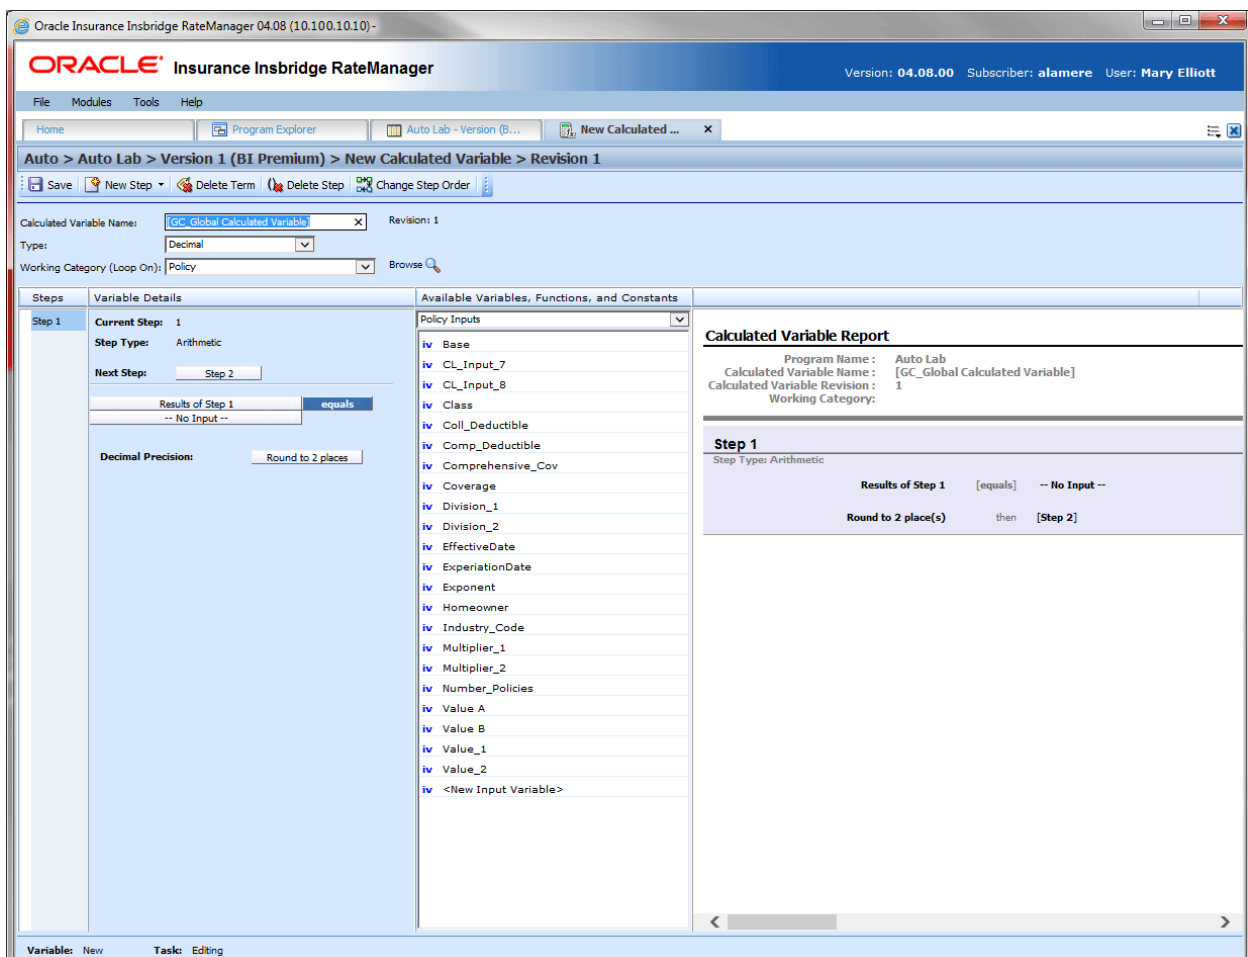 Oracle Insurance Insbridge RateManager 04.08 (10.100.10.10) -
ORACLE Insurance Insbridge RateManager
Version: 04.08.00 Subscriber: alamere User: Mary Elliott
File Modules Tools Help
Home Program Explorer Auto Lab - Version (B... New Calculated ... x
Auto > Auto Lab > Version 1 (BI Premium) > New Calculated Variable > Revision 1
Save New Step Delete Term Delete Step Change Step Order
Calculated Variable Name: [GC_Global Calculated Variable] Revision: 1
Type: Decimal
Working Category (Loop On): Policy Browse
Steps Variable Details Available Variables, Functions, and Constants
Step 1
Current Step: 1
Step Type: Arithmetic
Next Step: Step 2
Results of Step 1 equals
-- No Input --
Decimal Precision: Round to 2 places
Policy Inputs
iv Base
iv CL_Input_7
iv CL_Input_8
iv Class
iv Coll_Deductible
iv Comp_Deductible
iv Comprehensive_Cov
iv Coverage
iv Division_1
iv Division_2
iv EffectiveDate
iv ExperiationDate
iv Exponent
iv Homeowner
iv Industry_Code
iv Multiplier_1
iv Multiplier_2
iv Number_Policies
iv Value A
iv Value B
iv Value_1
iv Value_2
iv <New Input Variable>
Calculated Variable Report
Program Name : Auto Lab
Calculated Variable Name : [GC_Global Calculated Variable]
Calculated Variable Revision : 1
Working Category:
Step 1
Step Type: Arithmetic
Results of Step 1 [equals] -- No Input --
Round to 2 place(s) then [Step 2]
Variable: New Task: Editing